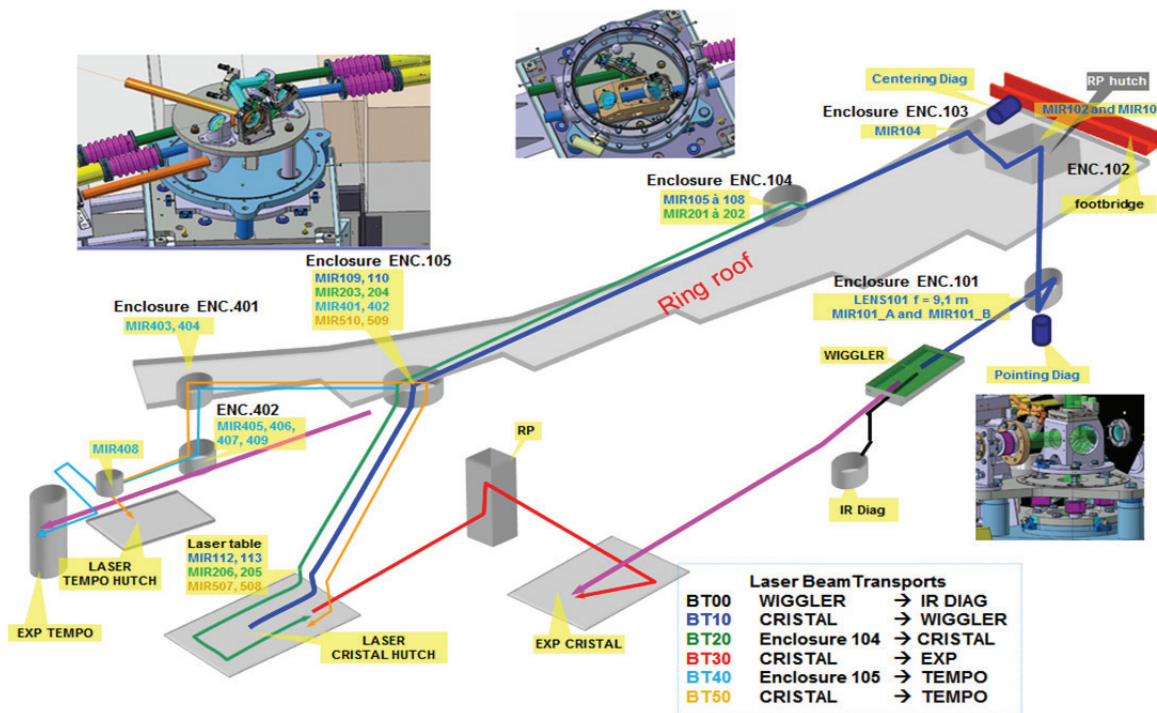 Centering Diag
RP hutch
Enclosure ENC.103
MIR102 and MIR10
MIR104
ENC.102
footbridge
Enclosure ENC.104
MIR105 à 108
MIR201 à 202
Ring roof
Enclosure ENC.105
MIR109, 110
MIR203, 204
MIR401, 402
MIR510, 509
Enclosure ENC.101
LENS101 f = 9,1 m
MIR101_A and MIR101_B
Enclosure ENC.401
MIR403, 404
WIGGLER
Pointing Diag
ENC.402
MIR405, 406,
407, 409
MIR408
RP
IR Diag
LASER
TEMPO HUTCH
Laser table
MIR112, 113
MIR206, 205
MIR507, 508
EXP TEMPO
LASER
CRISTAL HUTCH
EXP CRISTAL
Laser Beam Transports
BT00 WIGGLER → IR DIAG
BT10 CRISTAL → WIGGLER
BT20 Enclosure 104 → CRISTAL
BT30 CRISTAL → EXP
BT40 Enclosure 105 → TEMPO
BT50 CRISTAL → TEMPO